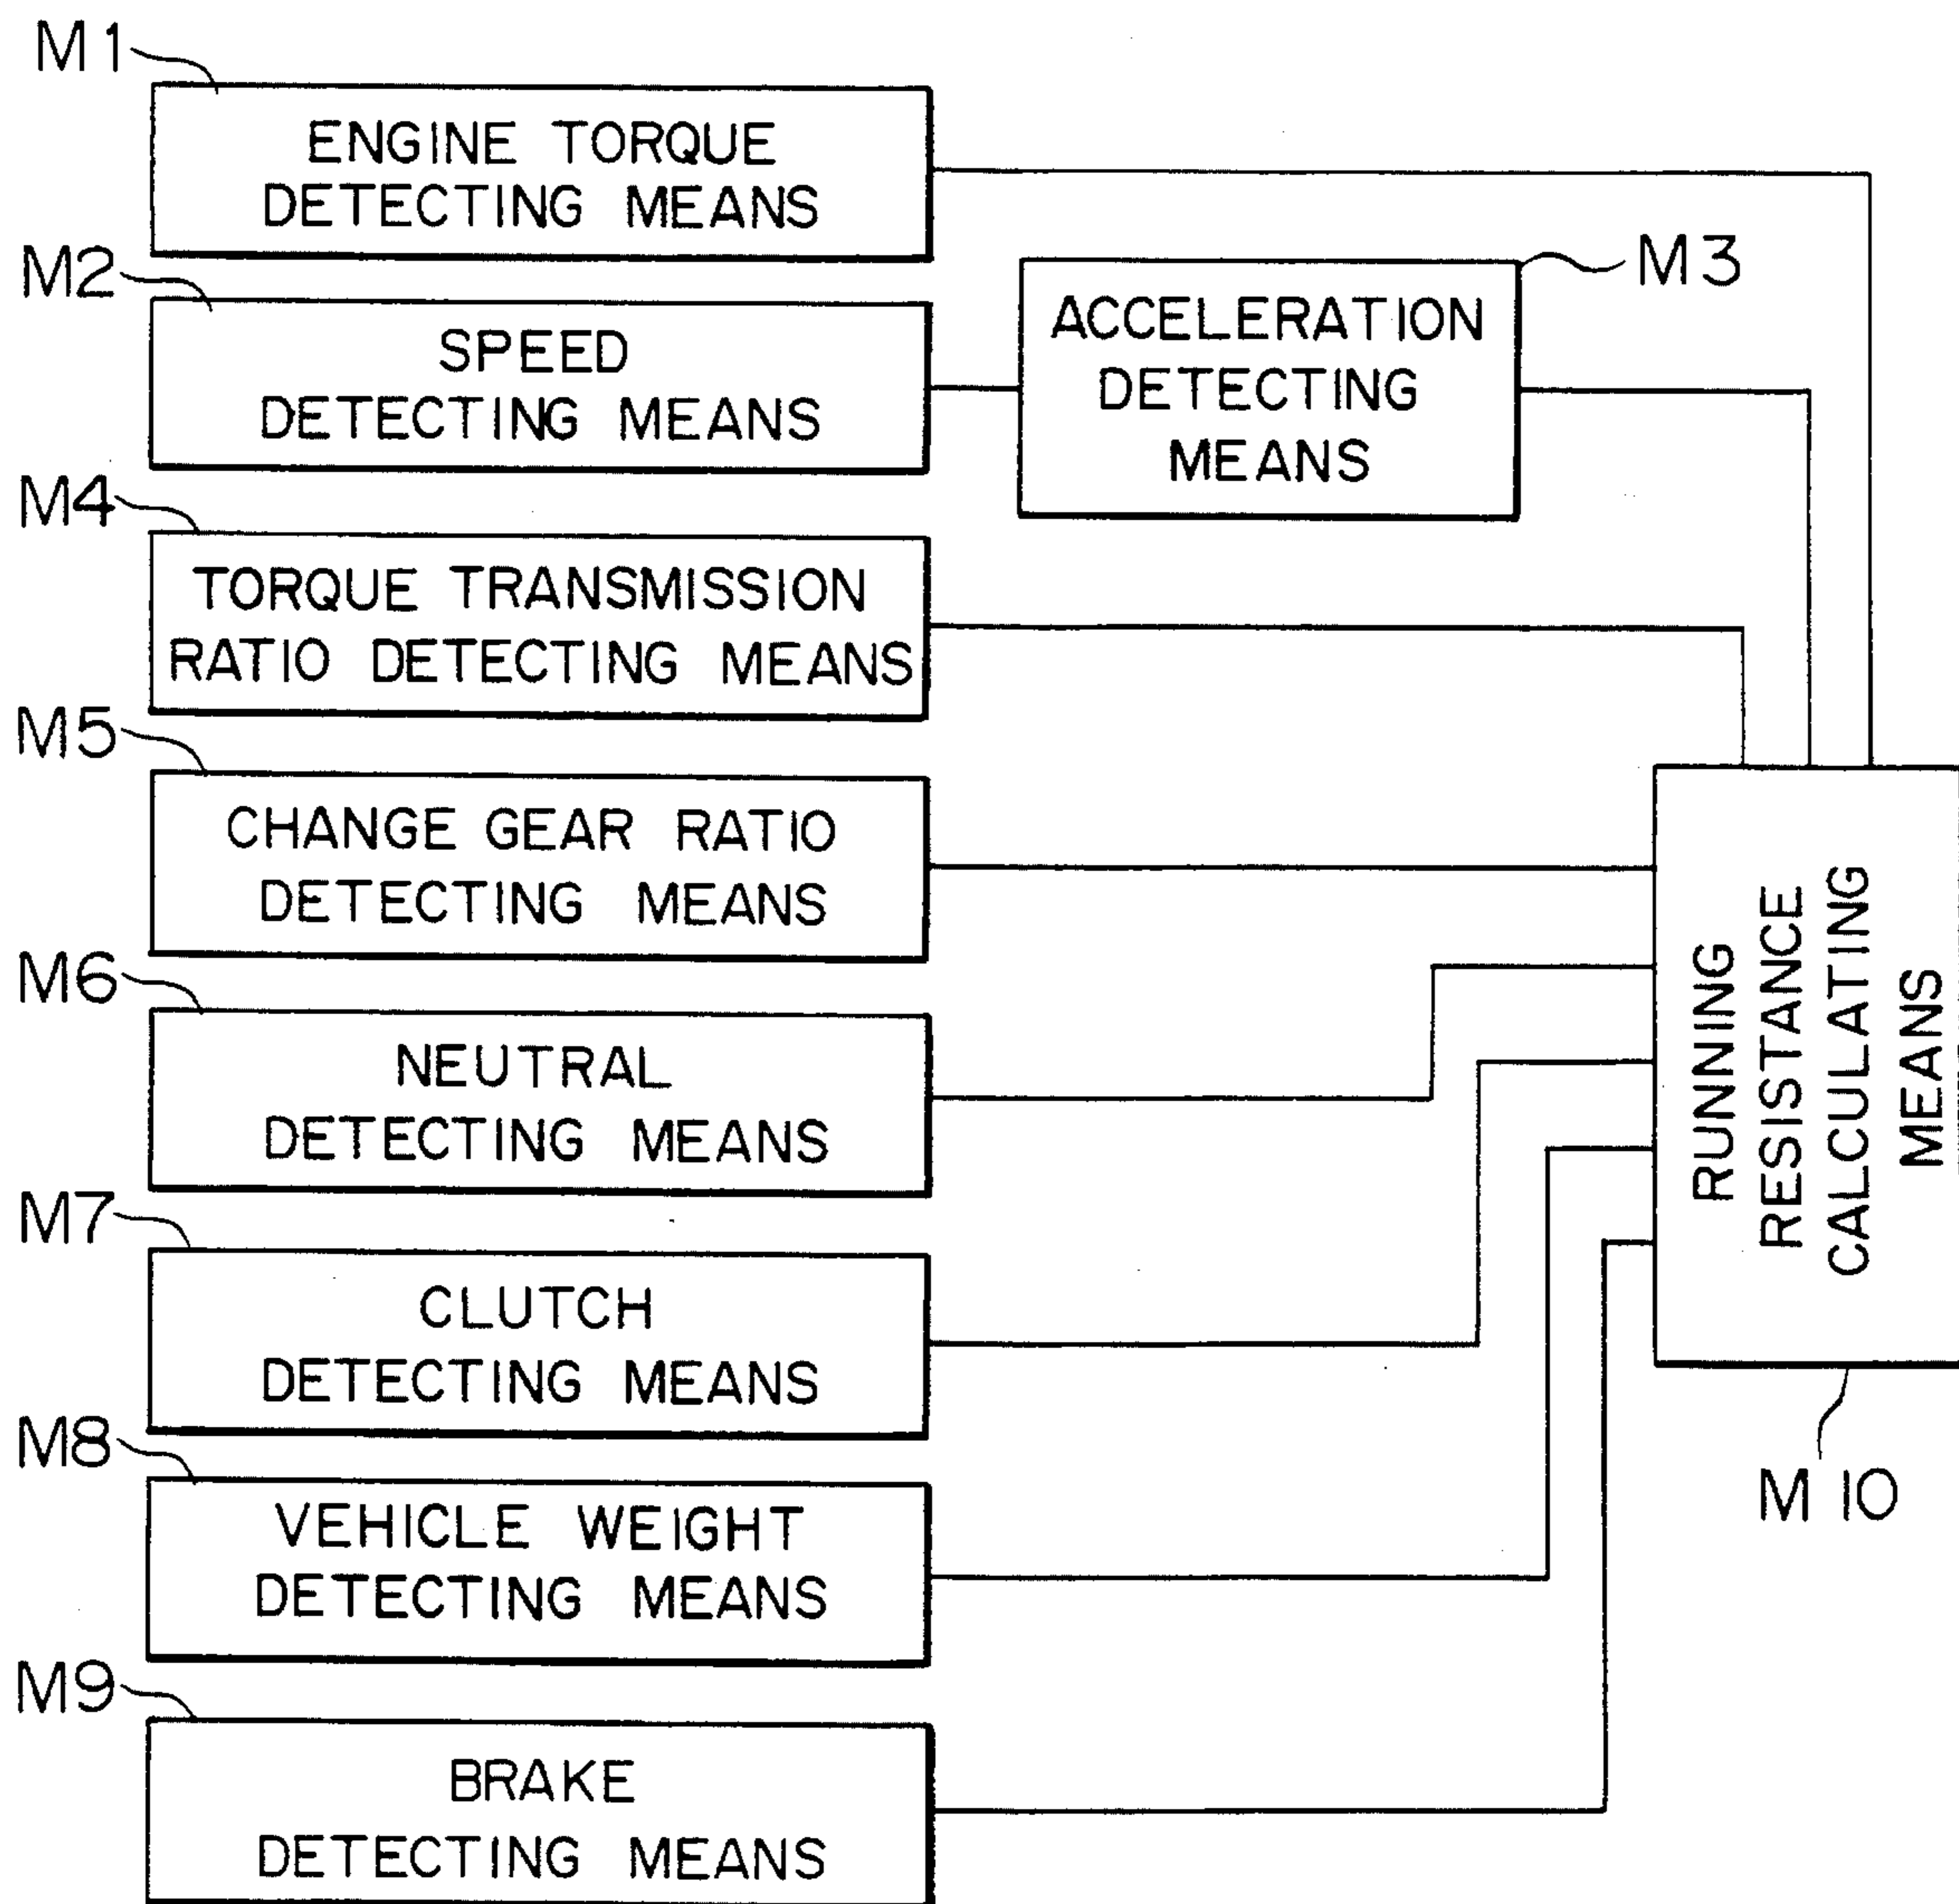 M1
ENGINE TORQUE
DETECTING MEANS
M2
SPEED
DETECTING MEANS
M3
ACCELERATION
DETECTING
MEANS
M4
TORQUE TRANSMISSION
RATIO DETECTING MEANS
M5
CHANGE GEAR RATIO
DETECTING MEANS
M6
NEUTRAL
DETECTING MEANS
M7
CLUTCH
DETECTING MEANS
M8
VEHICLE WEIGHT
DETECTING MEANS
M9
BRAKE
DETECTING MEANS
RUNNING
RESISTANCE
CALCULATING
MEANS
M10